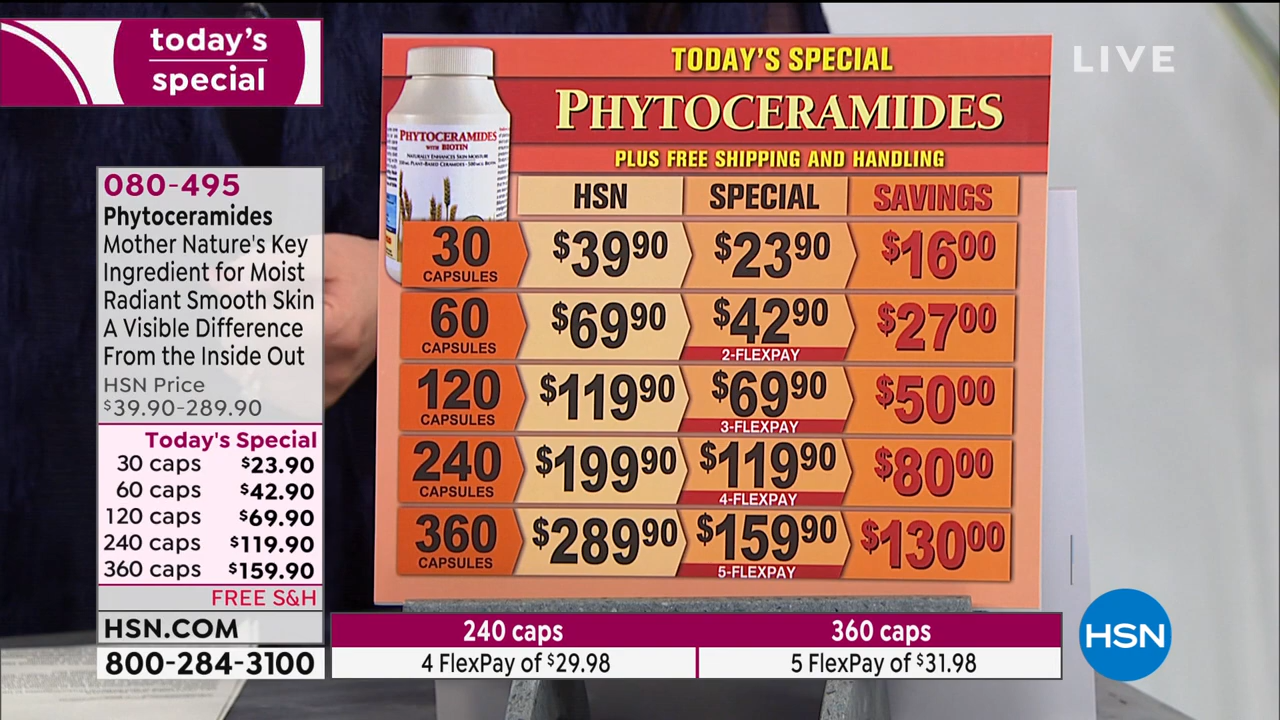 today's
special
080-495
Phytoceramides
Mother Nature's Key
Ingredient for Moist
Radiant Smooth Skin
A Visible Difference
From the Inside Out
HSN Price
$39.90-289.90
Today's Special
30 caps $23.90
60 caps $42.90
120 caps $69.90
240 caps $119.90
360 caps $159.90
FREE S&H
HSN.COM
800-284-3100
TODAY'S SPECIAL
PHYTOCERAMIDES
PLUS FREE SHIPPING AND HANDLING
PHYTOCERAMIDES
WITH BIOTIN
NATURALLY ENHANCES SKIN MOISTURE
HSN SPECIAL SAVINGS
30 CAPSULES $39.90 $23.90 $16.00
60 CAPSULES $69.90 $42.90 $27.00
2-FLEXPAY
120 CAPSULES $119.90 $69.90 $50.00
3-FLEXPAY
240 CAPSULES $199.90 $119.90 $80.00
4-FLEXPAY
360 CAPSULES $289.90 $159.90 $130.00
5-FLEXPAY
LIVE
240 caps 360 caps
4 FlexPay of $29.98 5 FlexPay of $31.98
HSN